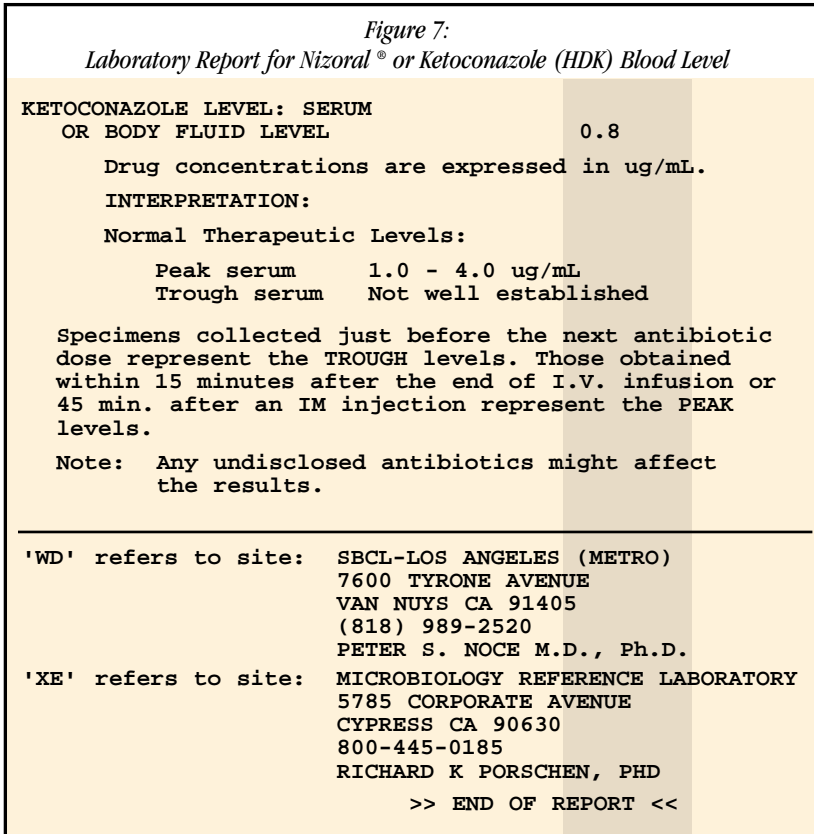 Figure 7:
Laboratory Report for Nizoral ® or Ketoconazole (HDK) Blood Level
KETOCONAZOLE LEVEL: SERUM
OR BODY FLUID LEVEL 0.8
Drug concentrations are expressed in ug/mL.
INTERPRETATION:
Normal Therapeutic Levels:
Peak serum 1.0 - 4.0 ug/mL
Trough serum Not well established
Specimens collected just before the next antibiotic
dose represent the TROUGH levels. Those obtained
within 15 minutes after the end of I.V. infusion or
45 min. after an IM injection represent the PEAK
levels.
Note: Any undisclosed antibiotics might affect
the results.
'WD' refers to site: SBCL-LOS ANGELES (METRO)
7600 TYRONE AVENUE
VAN NUYS CA 91405
(818) 989-2520
PETER S. NOCE M.D., Ph.D.
'XE' refers to site: MICROBIOLOGY REFERENCE LABORATORY
5785 CORPORATE AVENUE
CYPRESS CA 90630
800-445-0185
RICHARD K PORSCHEN, PHD
>> END OF REPORT <<